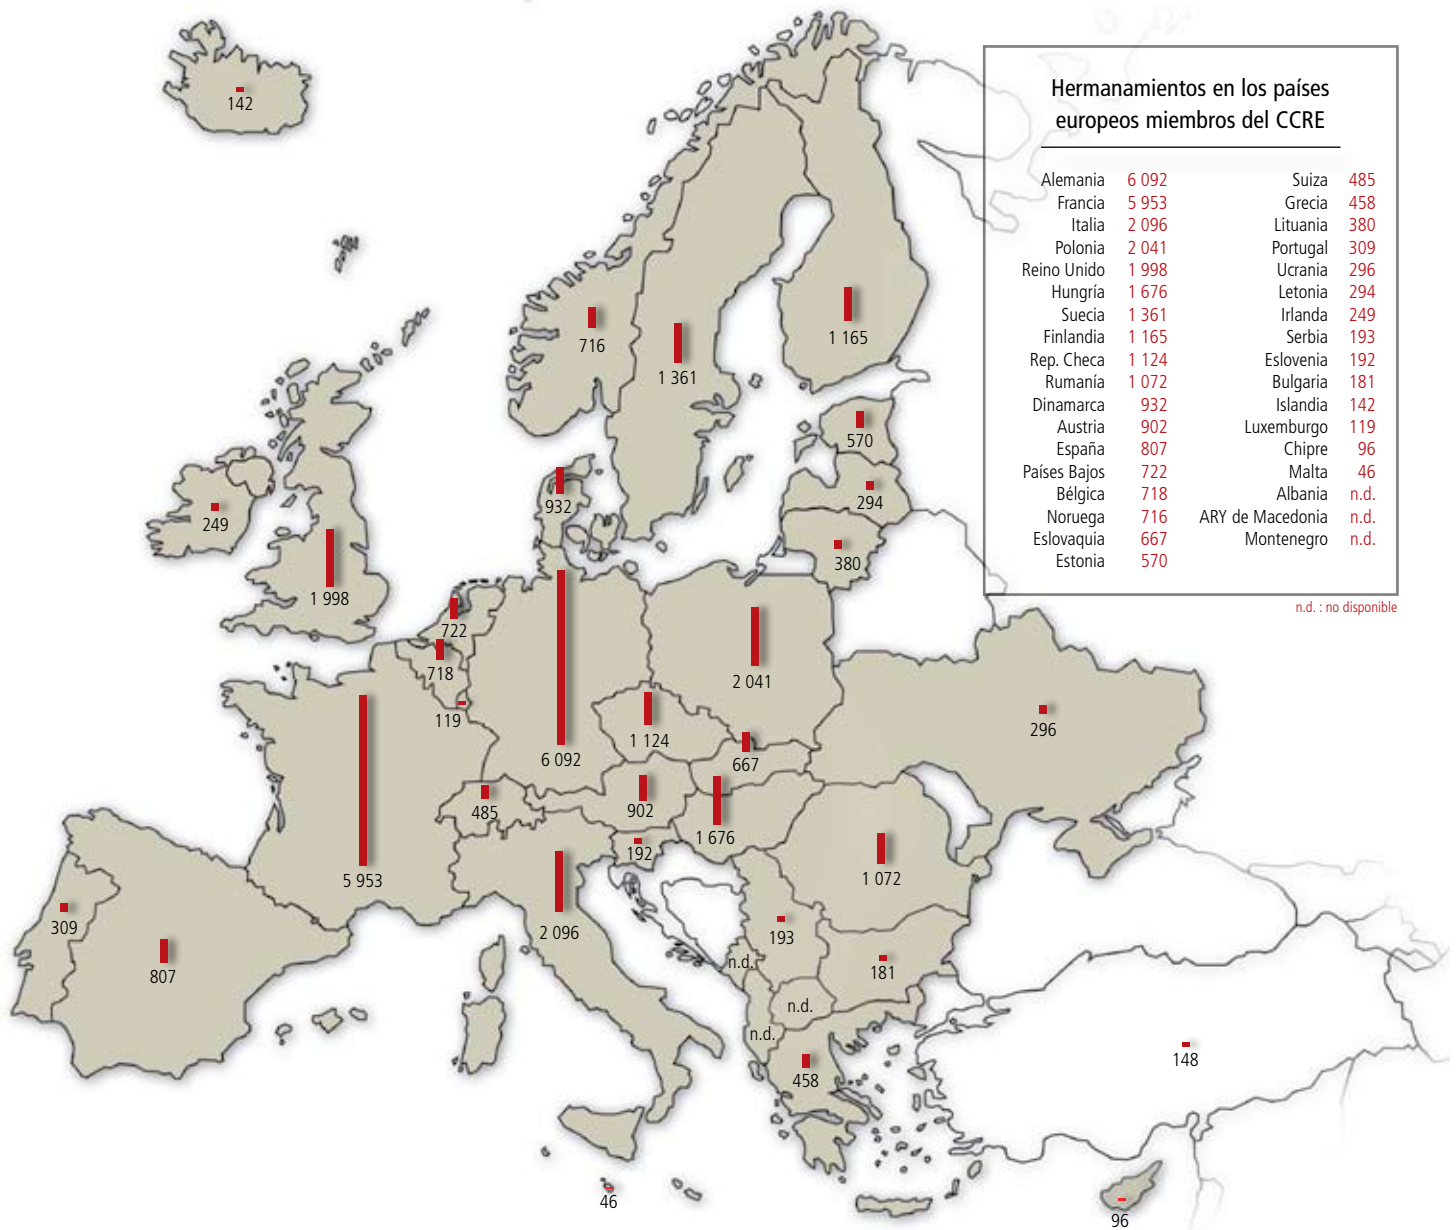 Hermanamientos en los países
europeos miembros del CCRE
Alemania 6 092
Francia 5 953
Italia 2 096
Polonia 2 041
Reino Unido 1 998
Hungría 1 676
Suecia 1 361
Finlandia 1 165
Rep. Checa 1 124
Rumanía 1 072
Dinamarca 932
Austria 902
España 807
Países Bajos 722
Bélgica 718
Noruega 716
Eslovaquia 667
Estonia 570
Suiza 485
Grecia 458
Lituania 380
Portugal 309
Ucrania 296
Letonia 294
Irlanda 249
Serbia 193
Eslovenia 192
Bulgaria 181
Islandia 142
Luxemburgo 119
Chipre 96
Malta 46
Albania n.d.
ARY de Macedonia n.d.
Montenegro n.d.
n.d. : no disponible
142
716
1 361
1 165
570
294
380
932
249
1 998
722
718
119
6 092
2 041
1 124
667
296
485
902
1 676
192
5 953
2 096
1 072
309
807
193
n.d.
181
n.d.
n.d.
458
148
46
96